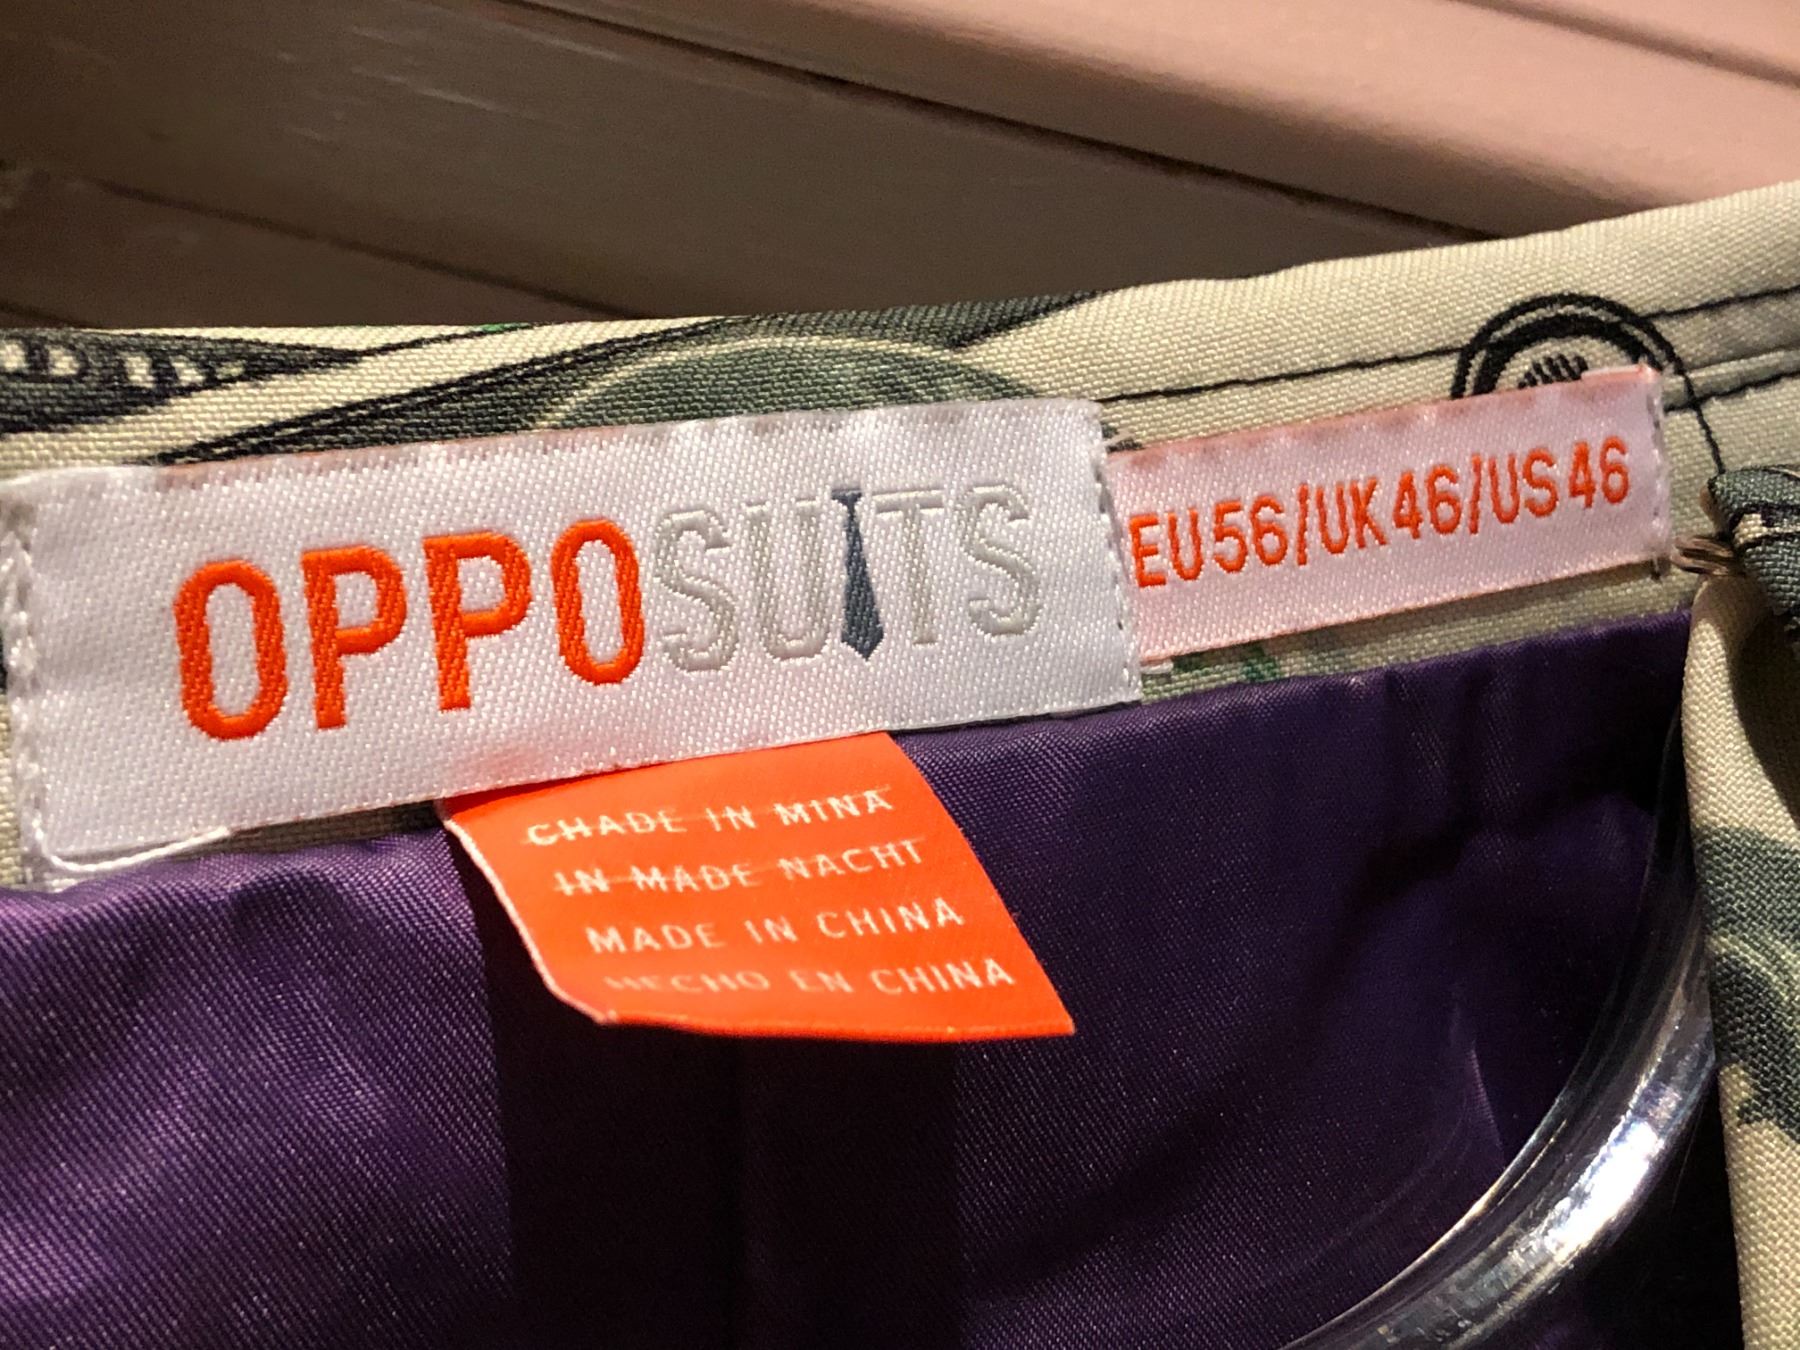 OPPOSUITS
EU56/UK46/US46
CHADE IN MINA
IN MADE NACHT
MADE IN CHINA
HECHO EN CHINA